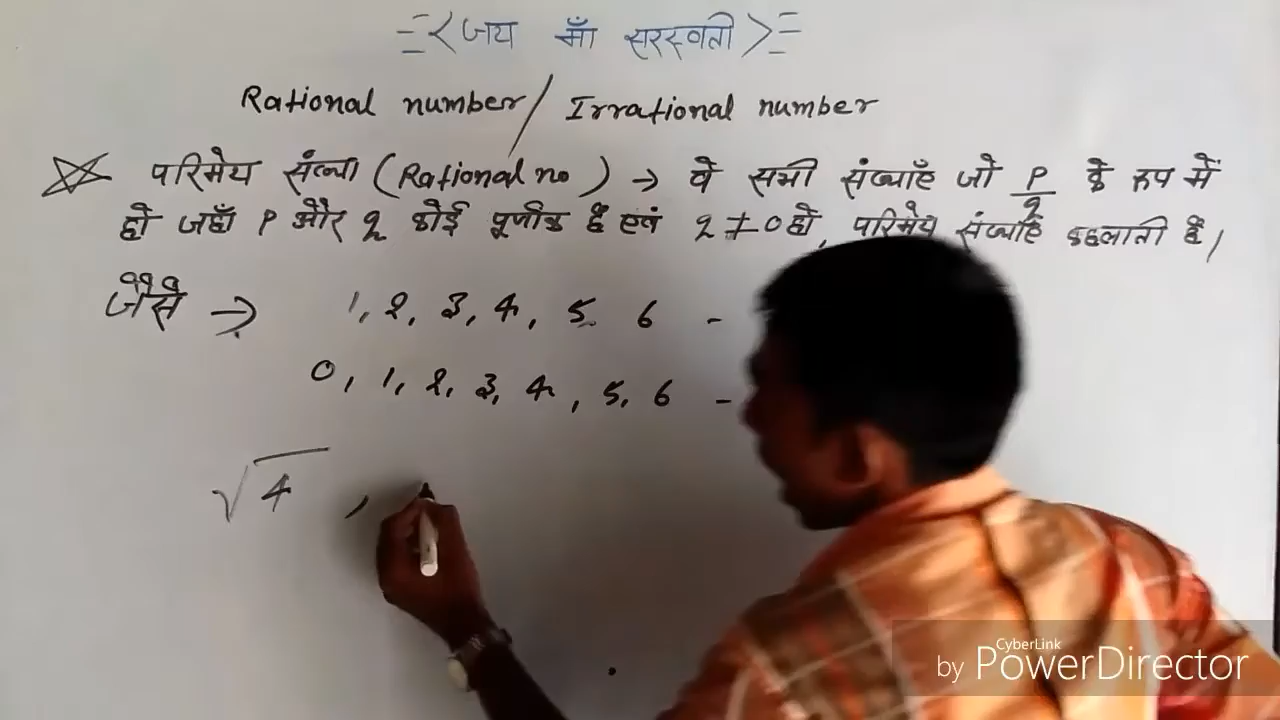 =<जय माँ सरस्वती>=
Rational number / Irrational number
☆ परिमेय संख्या (Rational no) → वे सभी संख्याएँ जो P/q के रूप में
हो जहाँ P और q कोई पूर्णांक हैं एवं q ≠ 0 हो, परिमेय संख्याएँ कहलाती हैं।
जैसे → 1, 2, 3, 4, 5, 6 -
0, 1, 2, 3, 4, 5, 6 -
√4 ,
CyberLink
by PowerDirector